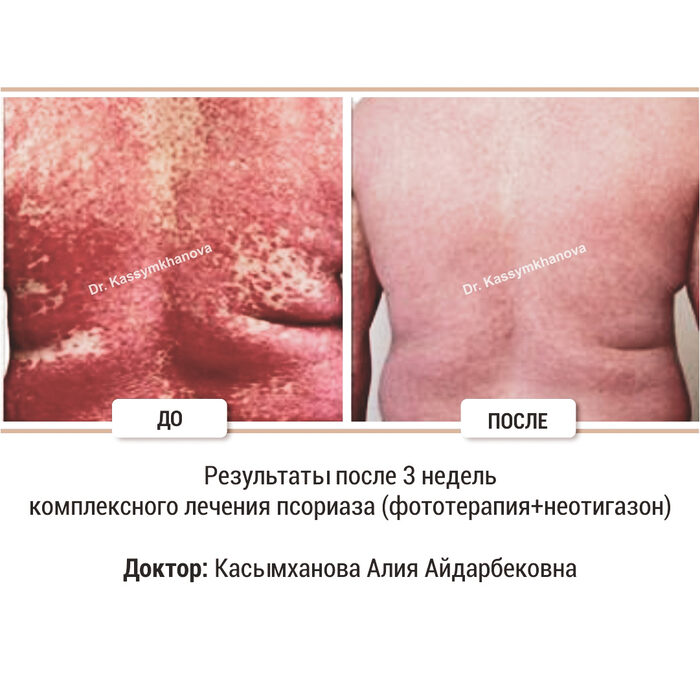 Dr. Kassymkhanova
Dr. Kassymkhanova
ДО
ПОСЛЕ
Результаты после 3 недель
комплексного лечения псориаза (фототерапия+неотигазон)
Доктор: Касымханова Алия Айдарбековна